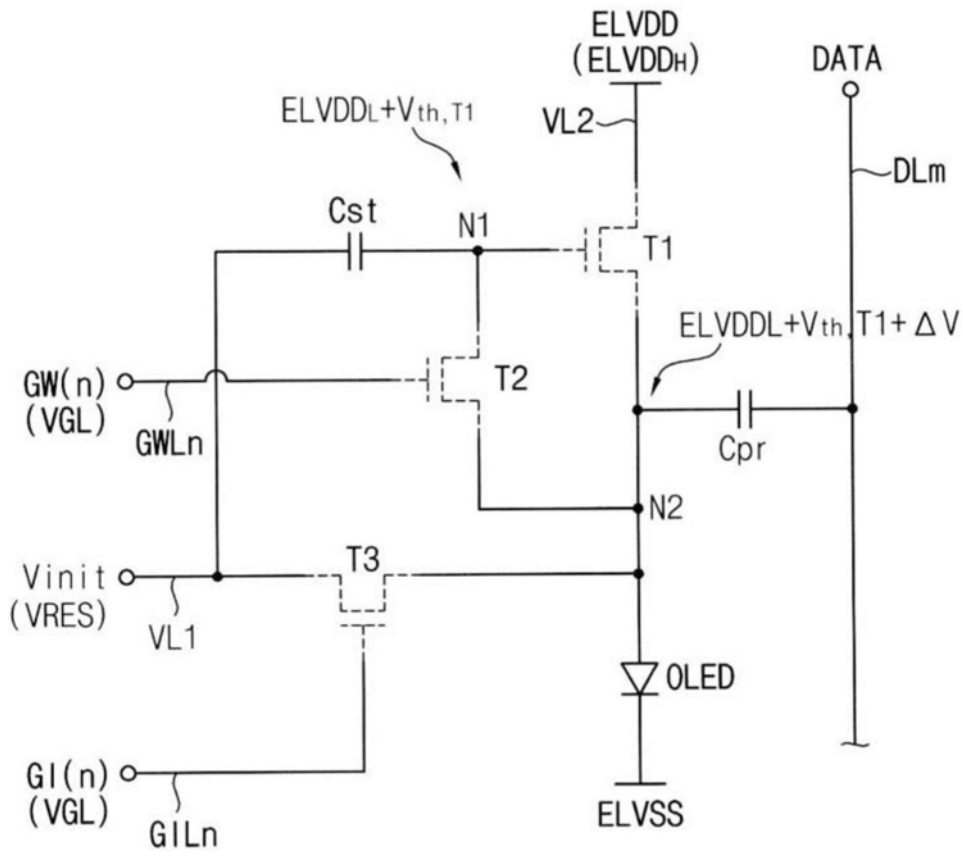 ELVDD
(ELVDDH)
DATA
ELVDDL+Vth,T1
VL2
DLm
Cst
N1
T1
ELVDDL+Vth,T1+ΔV
GW(n)
(VGL)
T2
GWLn
Cpr
N2
T3
Vinit
(VRES)
VL1
OLED
GI(n)
(VGL)
GILn
ELVSS